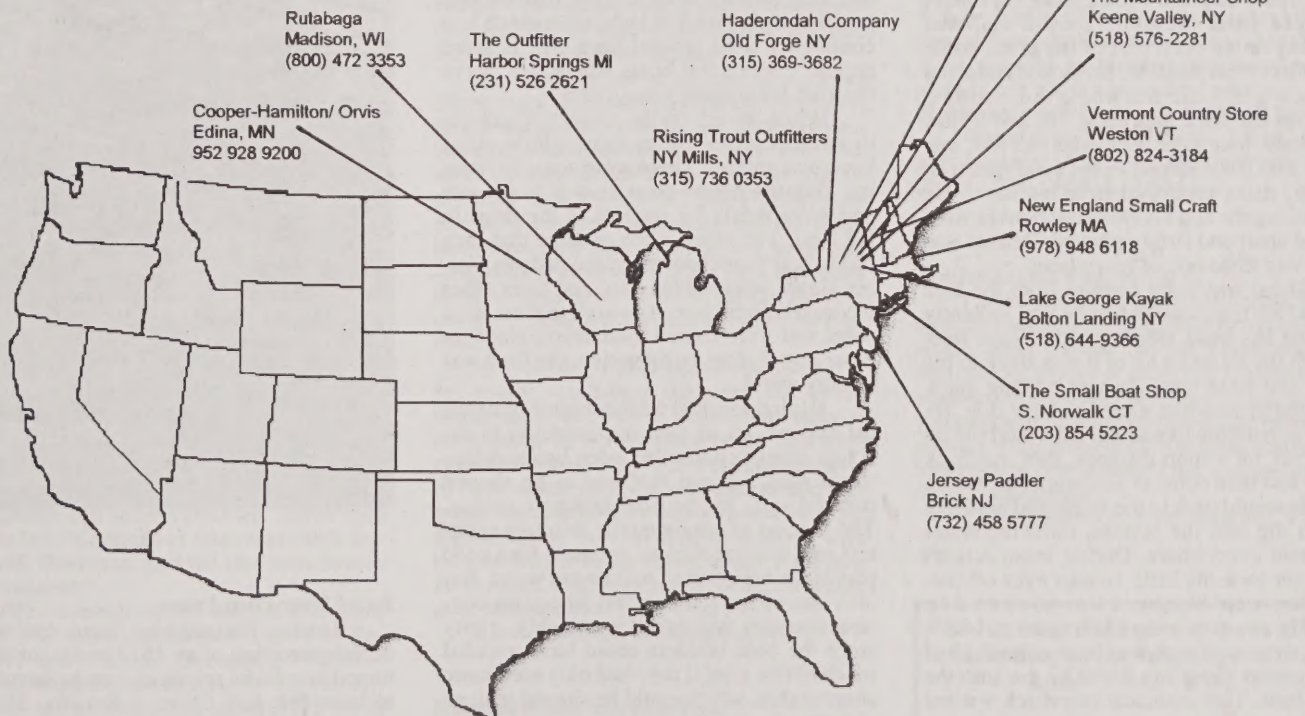 Rutabaga
Madison, WI
(800) 472 3353
The Outfitter
Harbor Springs MI
(231) 526 2621
Haderondah Company
Old Forge NY
(315) 369-3682
The Mountaineer Shop
Keene Valley, NY
(518) 576-2281
Cooper-Hamilton/ Orvis
Edina, MN
952 928 9200
Rising Trout Outfitters
NY Mills, NY
(315) 736 0353
Vermont Country Store
Weston VT
(802) 824-3184
New England Small Craft
Rowley MA
(978) 948 6118
Lake George Kayak
Bolton Landing NY
(518) 644-9366
The Small Boat Shop
S. Norwalk CT
(203) 854 5223
Jersey Paddler
Brick NJ
(732) 458 5777